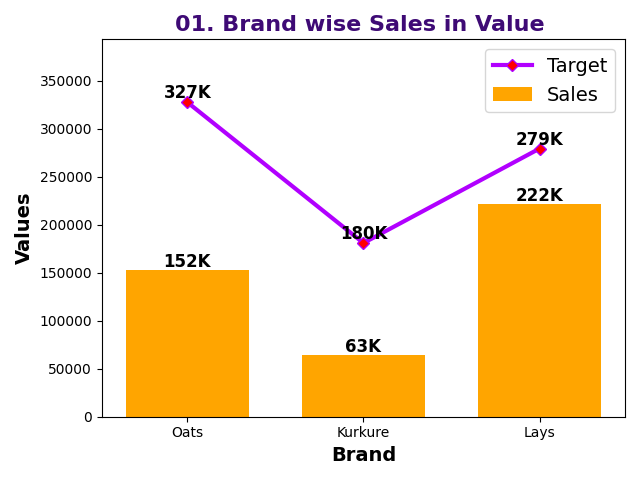 01. Brand wise Sales in Value
Target
Sales
350000
300000
250000
200000
150000
100000
50000
0
327K
180K
279K
152K
63K
222K
Values
Oats
Kurkure
Lays
Brand